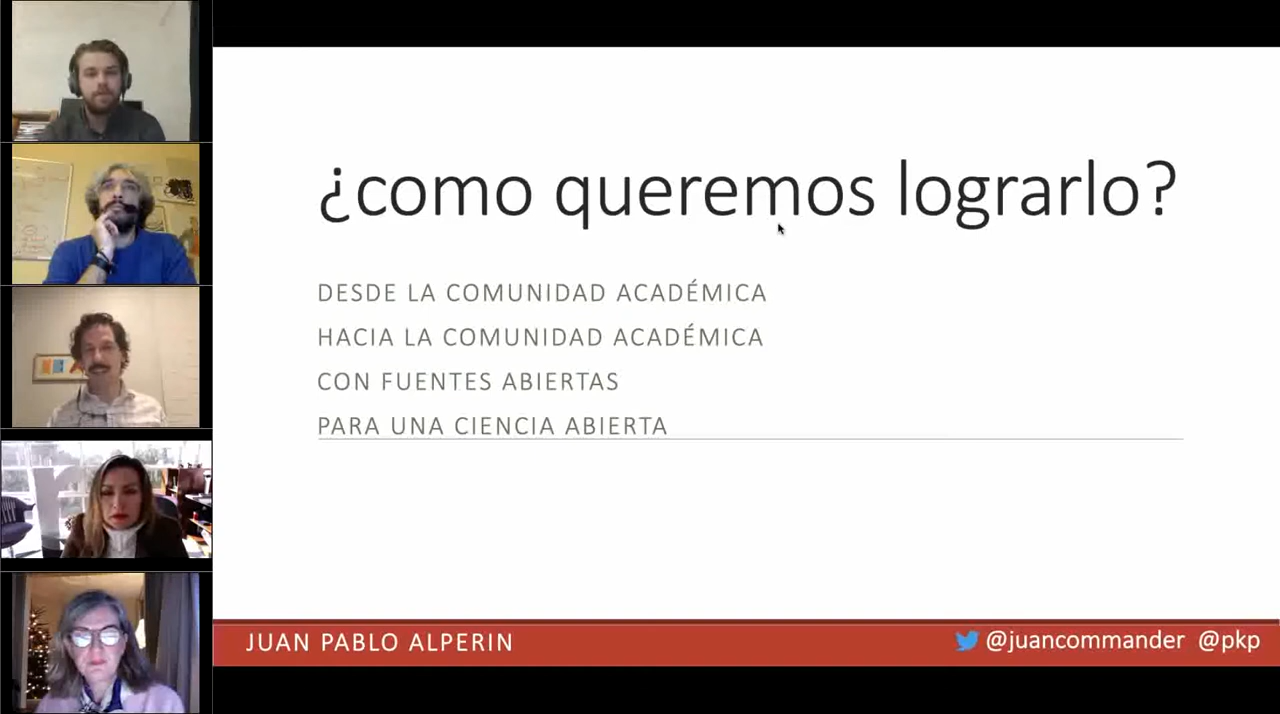 ¿como queremos lograrlo?
DESDE LA COMUNIDAD ACADÉMICA
HACIA LA COMUNIDAD ACADÉMICA
CON FUENTES ABIERTAS
PARA UNA CIENCIA ABIERTA
JUAN PABLO ALPERIN
@juancommander @pkp